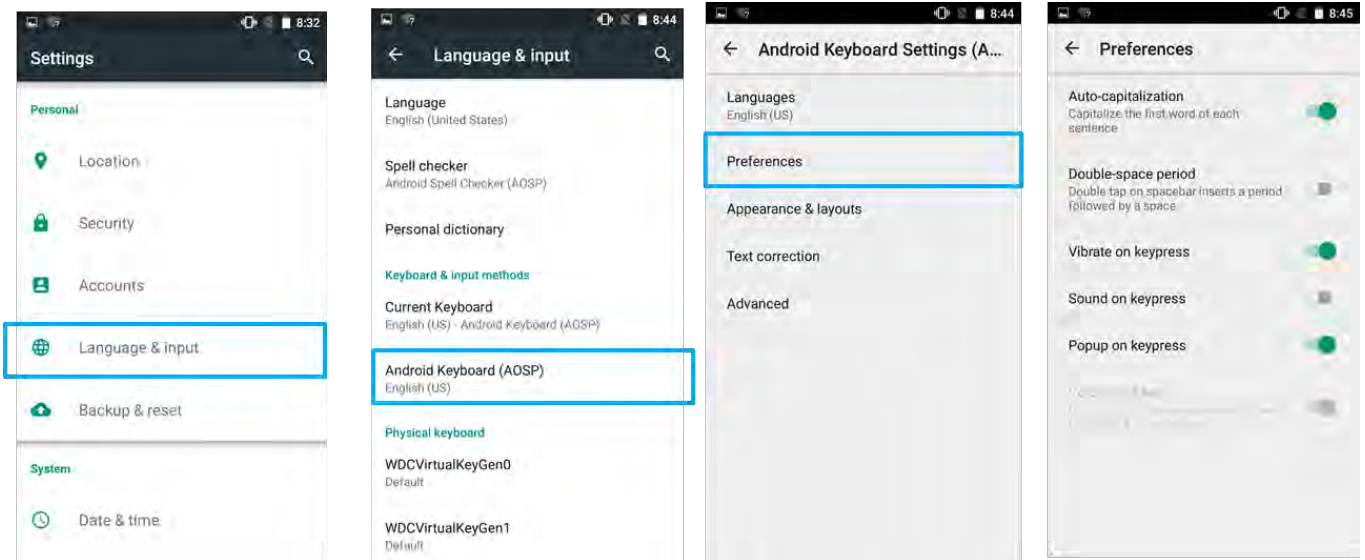 8:32
Settings
Personal
Location
Security
Accounts
Language & input
Backup & reset
System
Date & time
8:44
Language & input
Language
English (United States)
Spell checker
Android Spell Checker (AOSP)
Personal dictionary
Keyboard & input methods
Current Keyboard
English (US) - Android Keyboard (AOSP)
Android Keyboard (AOSP)
English (US)
Physical keyboard
WDCVirtualKeyGen0
Default
WDCVirtualKeyGen1
Default
8:44
Android Keyboard Settings (A...
Languages
English (US)
Preferences
Appearance & layouts
Text correction
Advanced
8:45
Preferences
Auto-capitalization
Capitalize the first word of each
sentence
Double-space period
Double tap on spacebar inserts a period
followed by a space
Vibrate on keypress
Sound on keypress
Popup on keypress